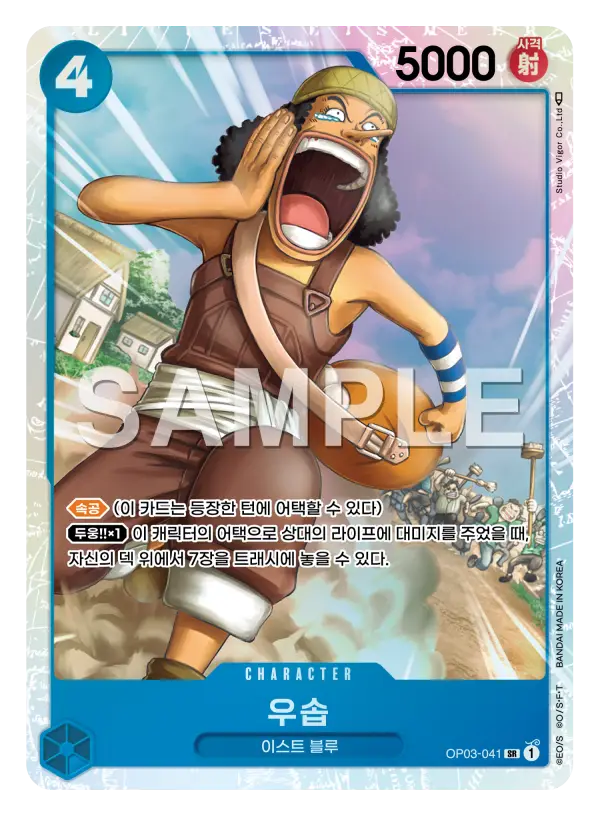 4
5000
사격
射
Studio Vigor Co.,Ltd
SAMPLE
속공 (이 카드는 등장한 턴에 어택할 수 있다)
두웅!!×1 이 캐릭터의 어택으로 상대의 라이프에 대미지를 주었을 때,
자신의 덱 위에서 7장을 트래시에 놓을 수 있다.
CHARACTER
우솝
이스트 블루
OP03-041 SR 1
©EO/S ©O/S·F·T BANDAI MADE IN KOREA